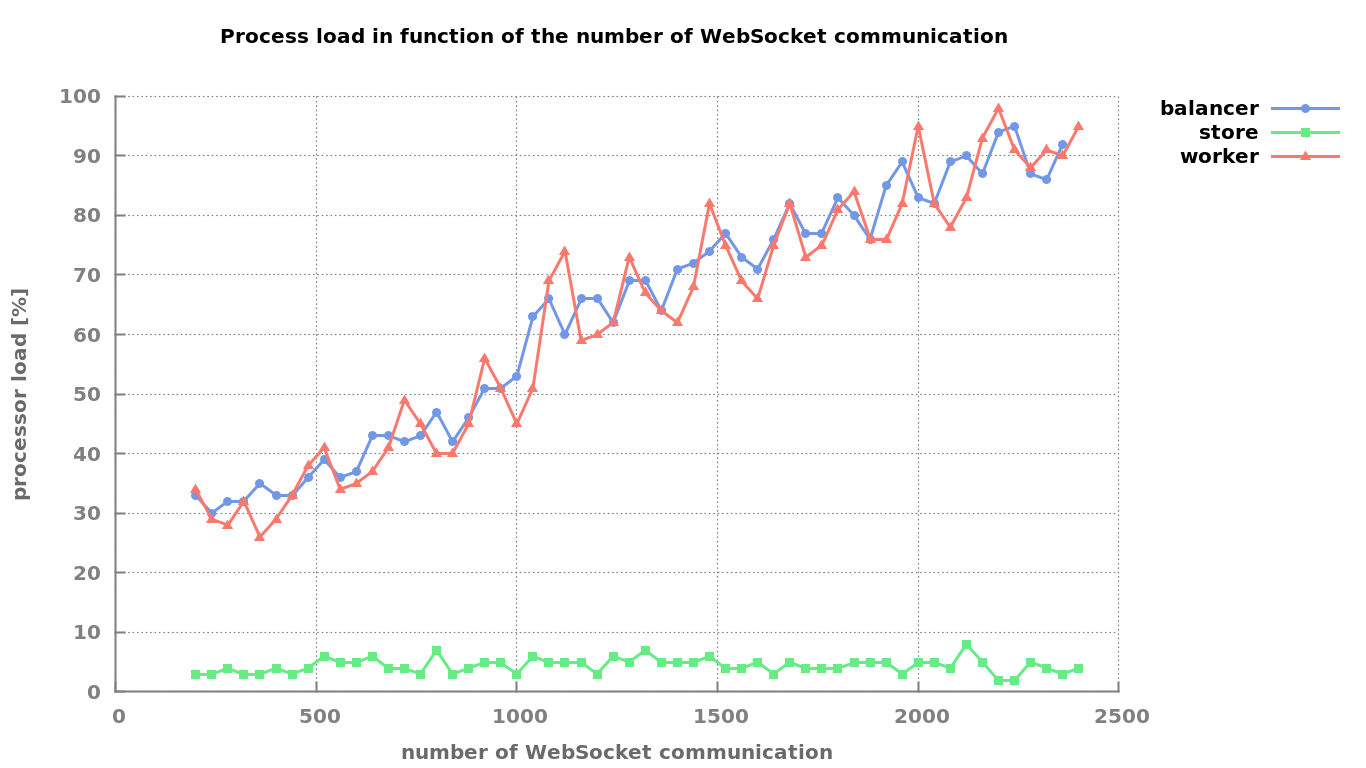 Process load in function of the number of WebSocket communication
balancer
store
worker
processor load [%]
100
90
80
70
60
50
40
30
20
10
0
0 500 1000 1500 2000 2500
number of WebSocket communication